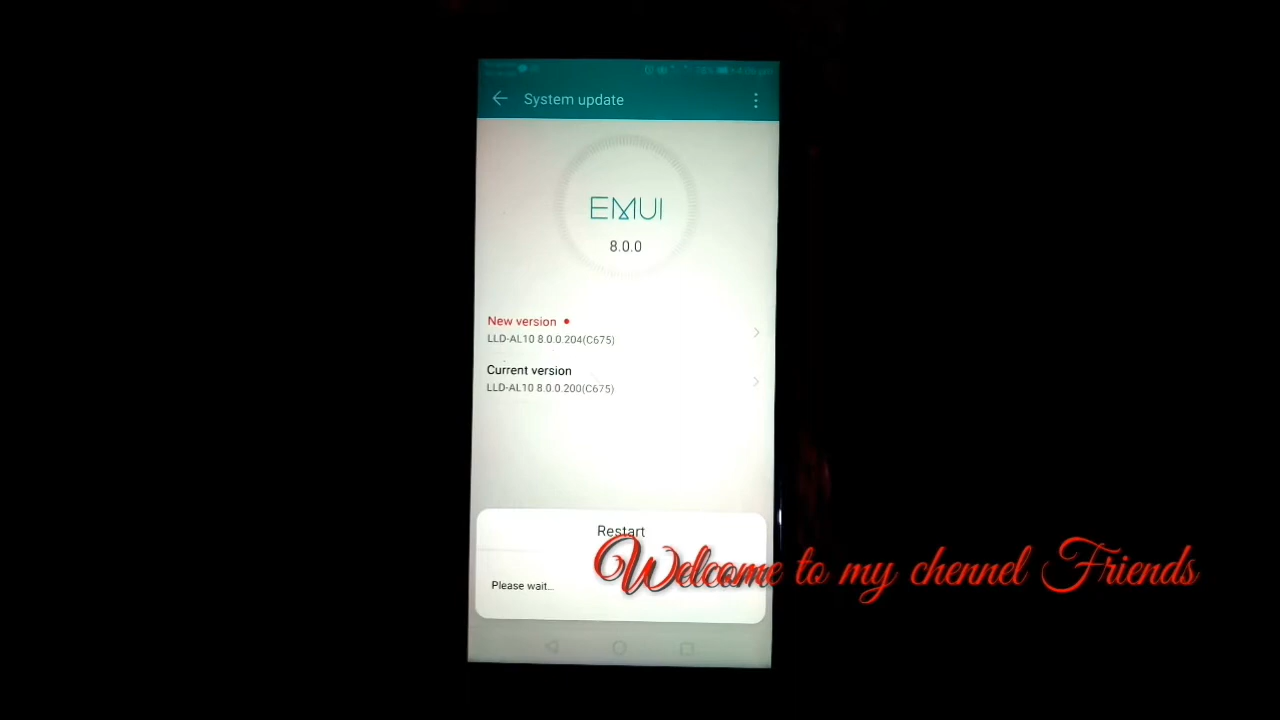 System update
EMUI
8.0.0
New version
LLD-AL10 8.0.0.204(C675)
Current version
LLD-AL10 8.0.0.200(C675)
Restart
Welcome to my chennel Friends
Please wait...